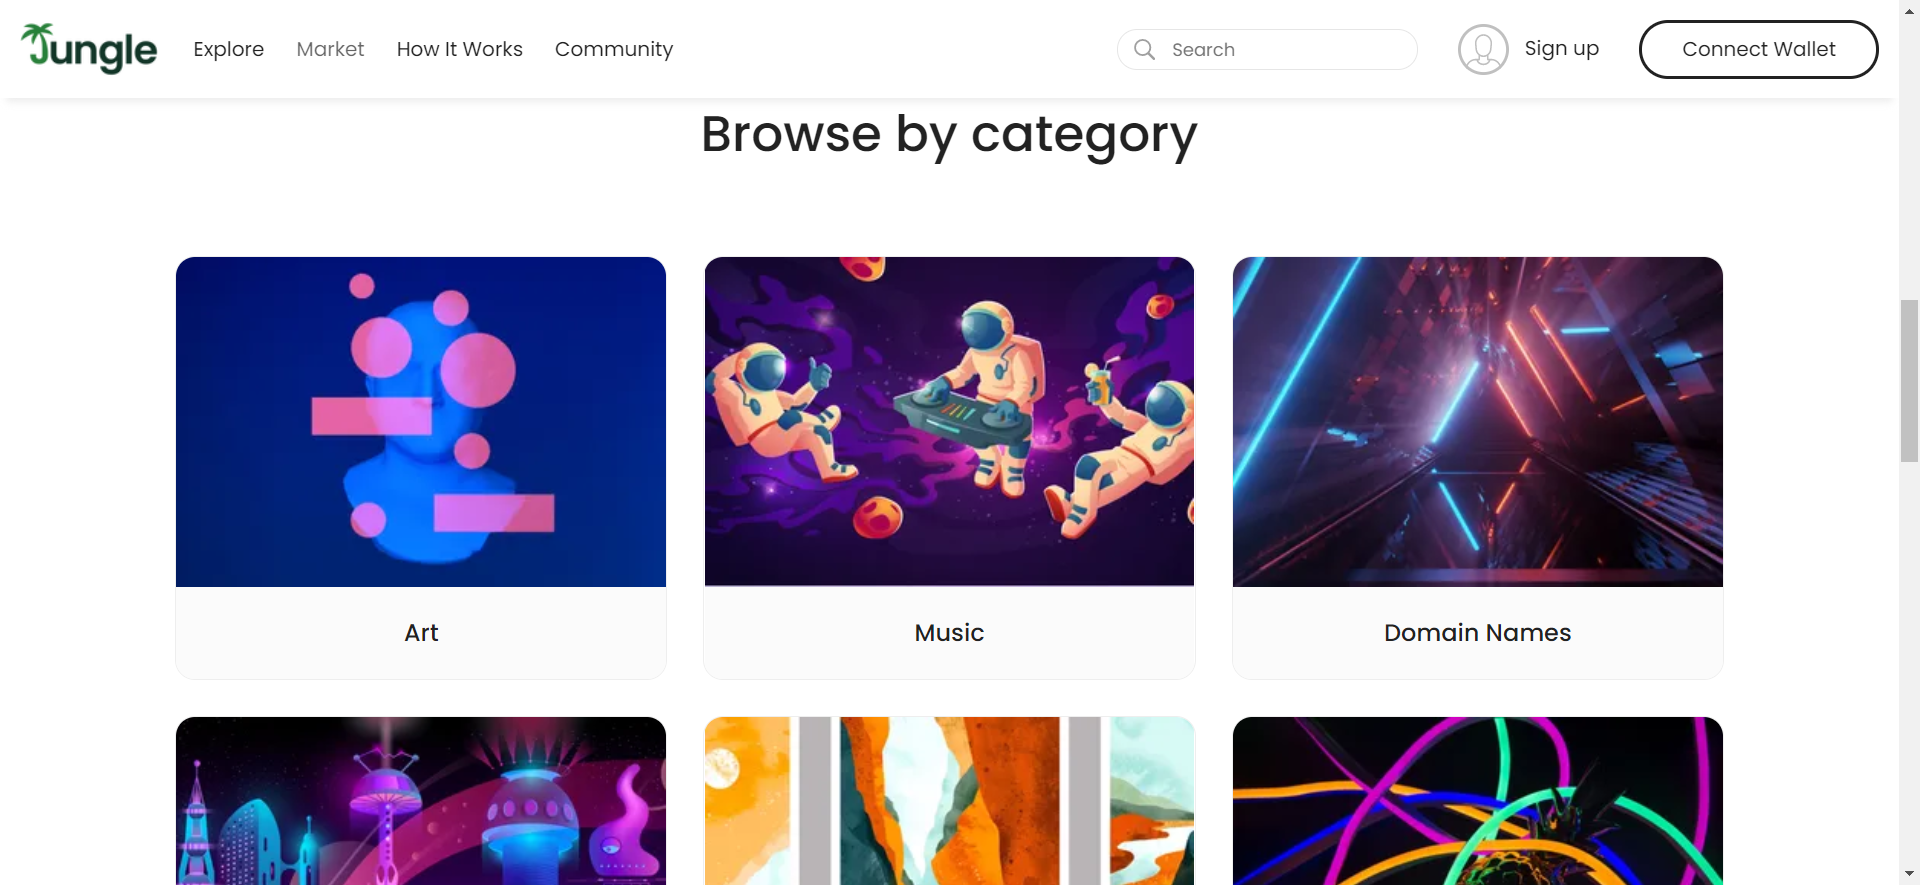 Jungle
Explore
Market
How It Works
Community
Search
Sign up
Connect Wallet
Browse by category
Art
Music
Domain Names